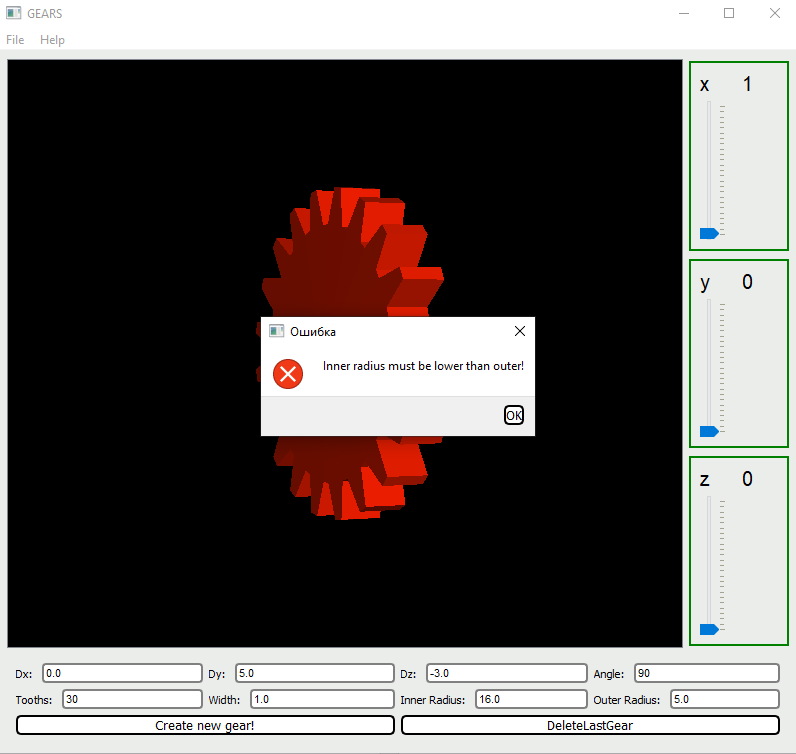 GEARS
File Help
x 1
y 0
z 0
Ошибка
Inner radius must be lower than outer!
OK
Dx: 0.0 Dy: 5.0 Dz: -3.0 Angle: 90
Tooths: 30 Width: 1.0 Inner Radius: 16.0 Outer Radius: 5.0
Create new gear! DeleteLastGear